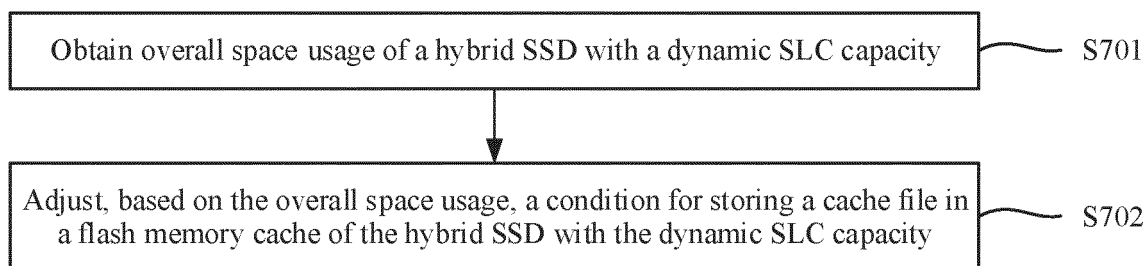 Obtain overall space usage of a hybrid SSD with a dynamic SLC capacity
S701
Adjust, based on the overall space usage, a condition for storing a cache file in
a flash memory cache of the hybrid SSD with the dynamic SLC capacity
S702